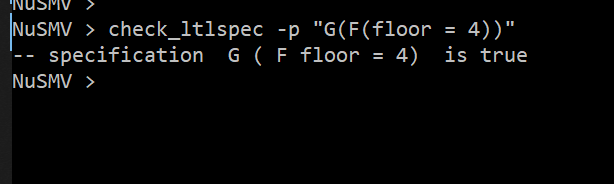 NuSMV >
NuSMV > check_ltlspec -p "G(F(floor = 4))"
-- specification  G ( F floor = 4)  is true
NuSMV >